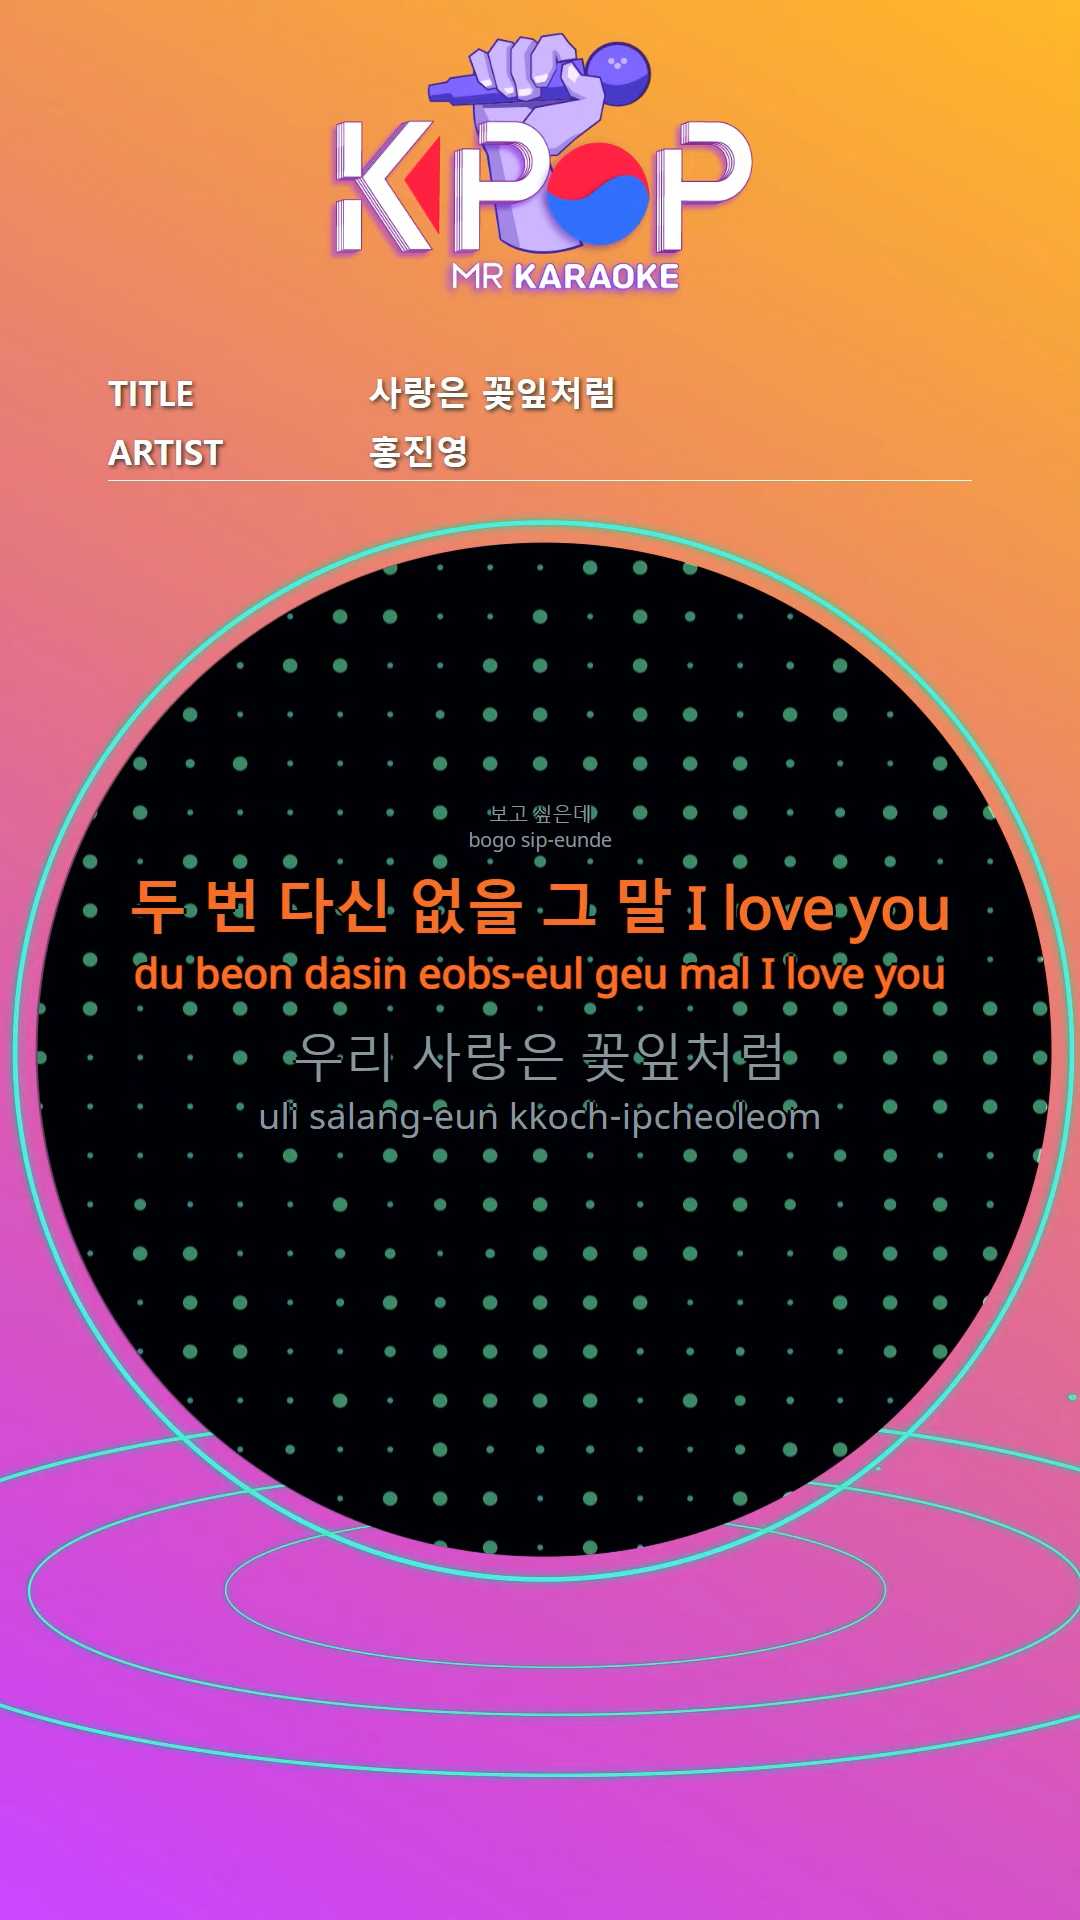 KPOP
MR KARAOKE
TITLE 사랑은 꽃잎처럼
ARTIST 홍진영
보고 싶은데
bogo sip-eunde
두 번 다신 없을 그 말 I love you
du beon dasin eobs-eul geu mal I love you
우리 사랑은 꽃잎처럼
uli salang-eun kkoch-ipcheoleom